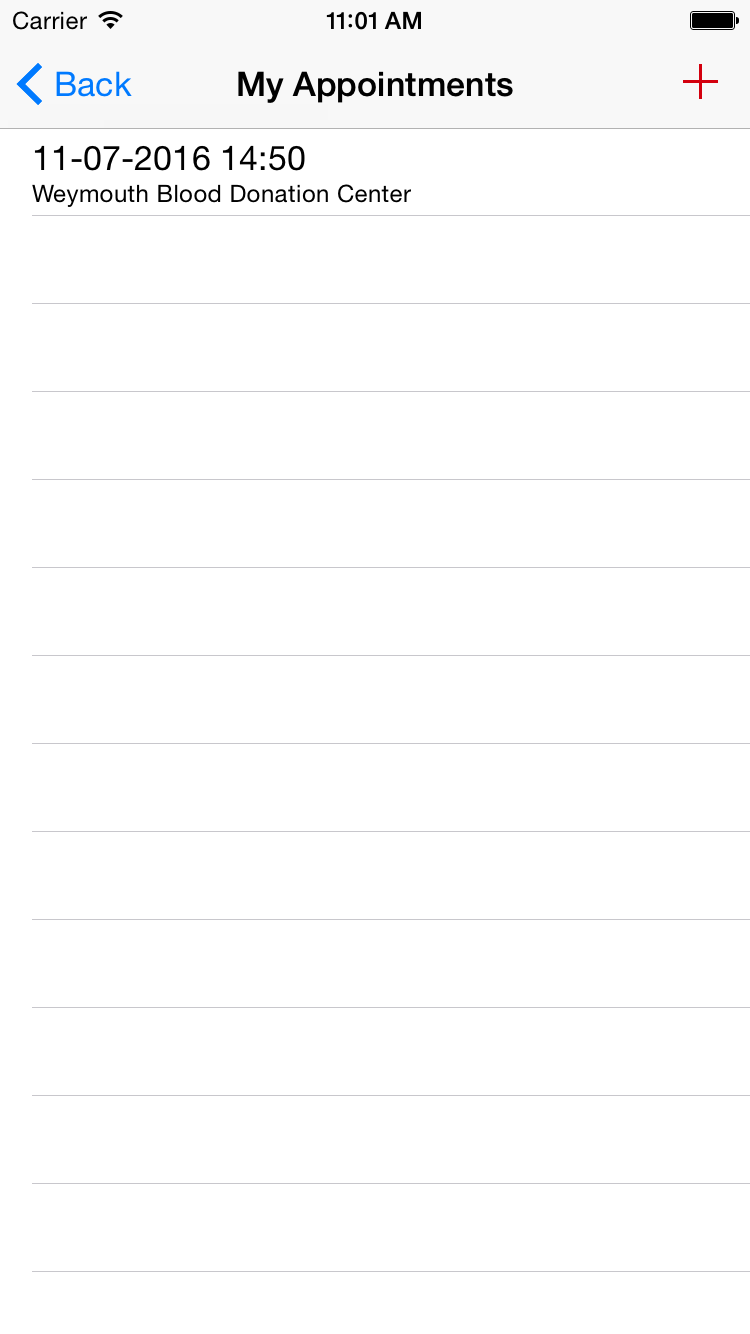 Carrier 11:01 AM
Back My Appointments
11-07-2016 14:50
Weymouth Blood Donation Center